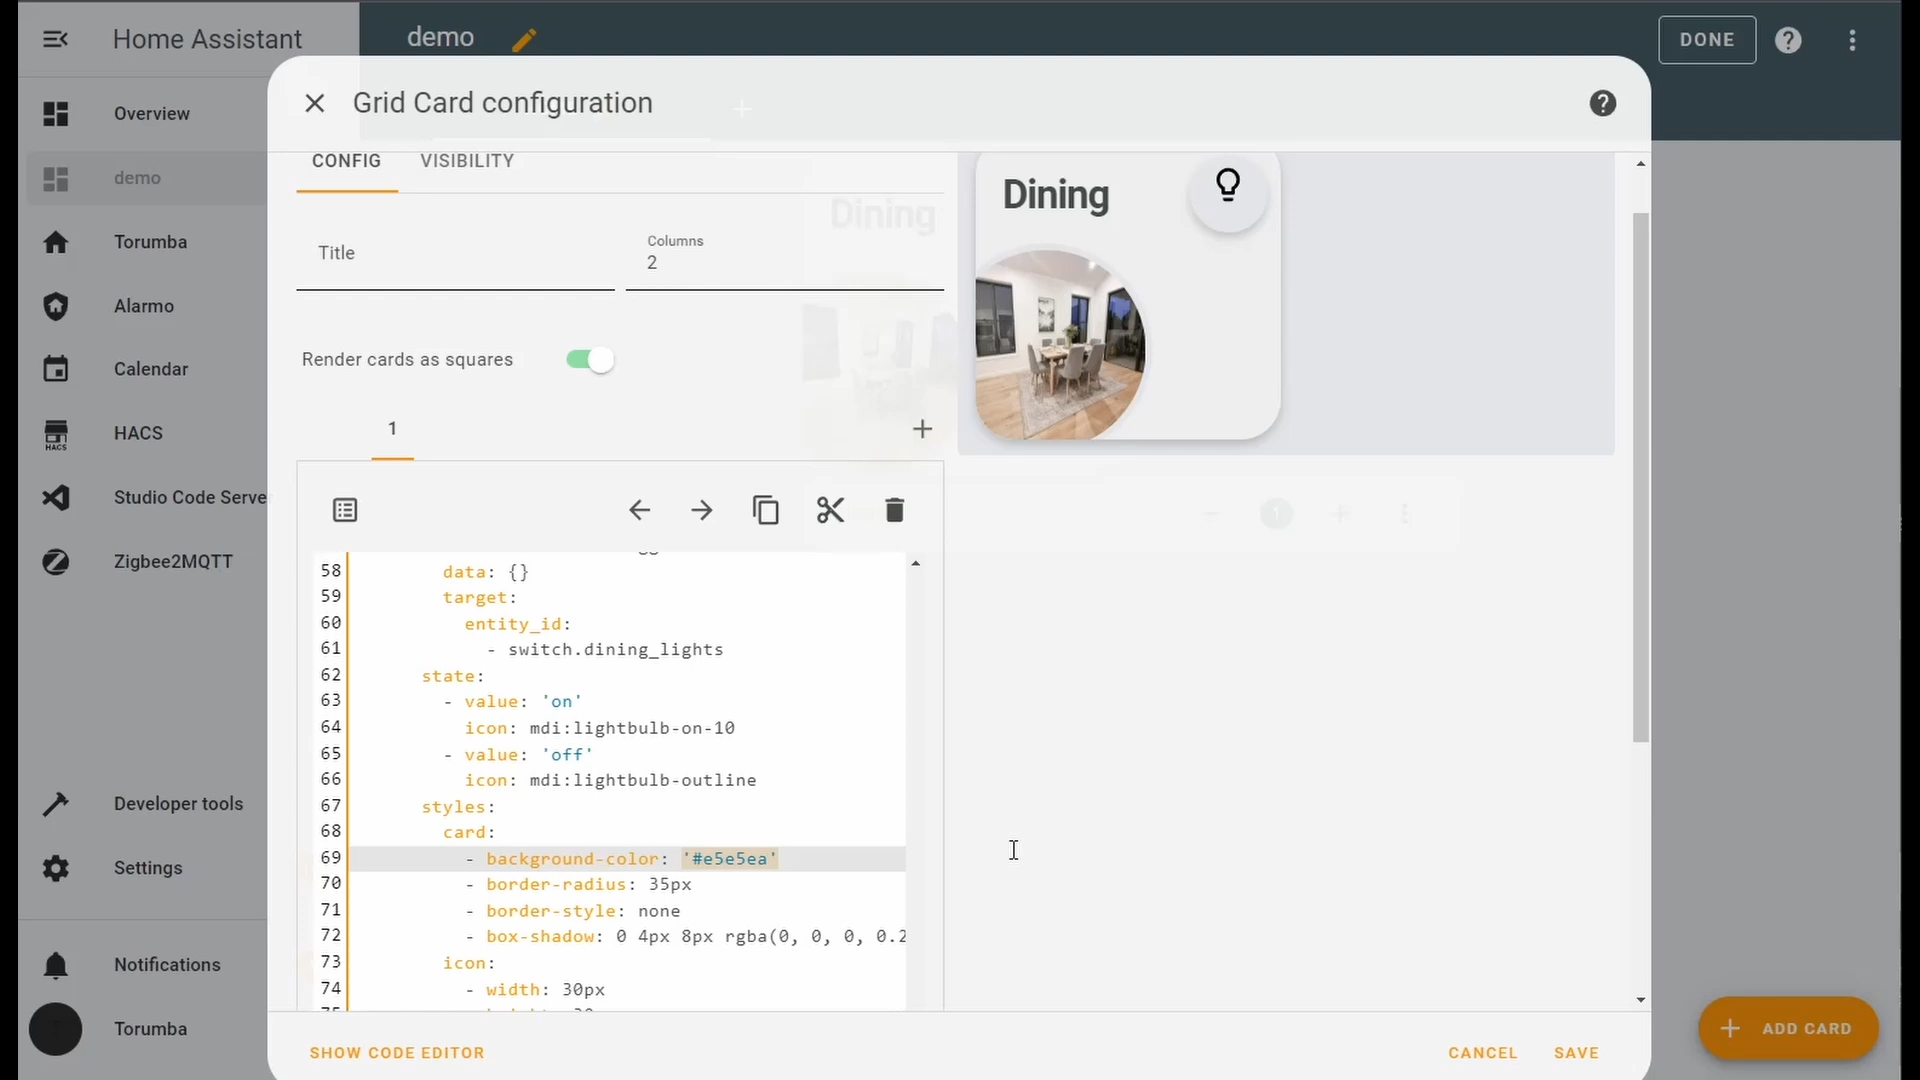 Home Assistant
demo
DONE
Grid Card configuration
Overview
demo
Torumba
Alarmo
Calendar
HACS
HACS
Studio Code Serve
Zigbee2MQTT
Developer tools
Settings
Notifications
Torumba
CONFIG
VISIBILITY
Title
Columns
2
Render cards as squares
1
58 data: {}
59 target:
60 entity_id:
61 - switch.dining_lights
62 state:
63 - value: 'on'
64 icon: mdi:lightbulb-on-10
65 - value: 'off'
66 icon: mdi:lightbulb-outline
67 styles:
68 card:
69 - background-color: '#e5e5ea'
70 - border-radius: 35px
71 - border-style: none
72 - box-shadow: 0 4px 8px rgba(0, 0, 0, 0.2
73 icon:
74 - width: 30px
Dining
Dining
1
SHOW CODE EDITOR
CANCEL
SAVE
ADD CARD